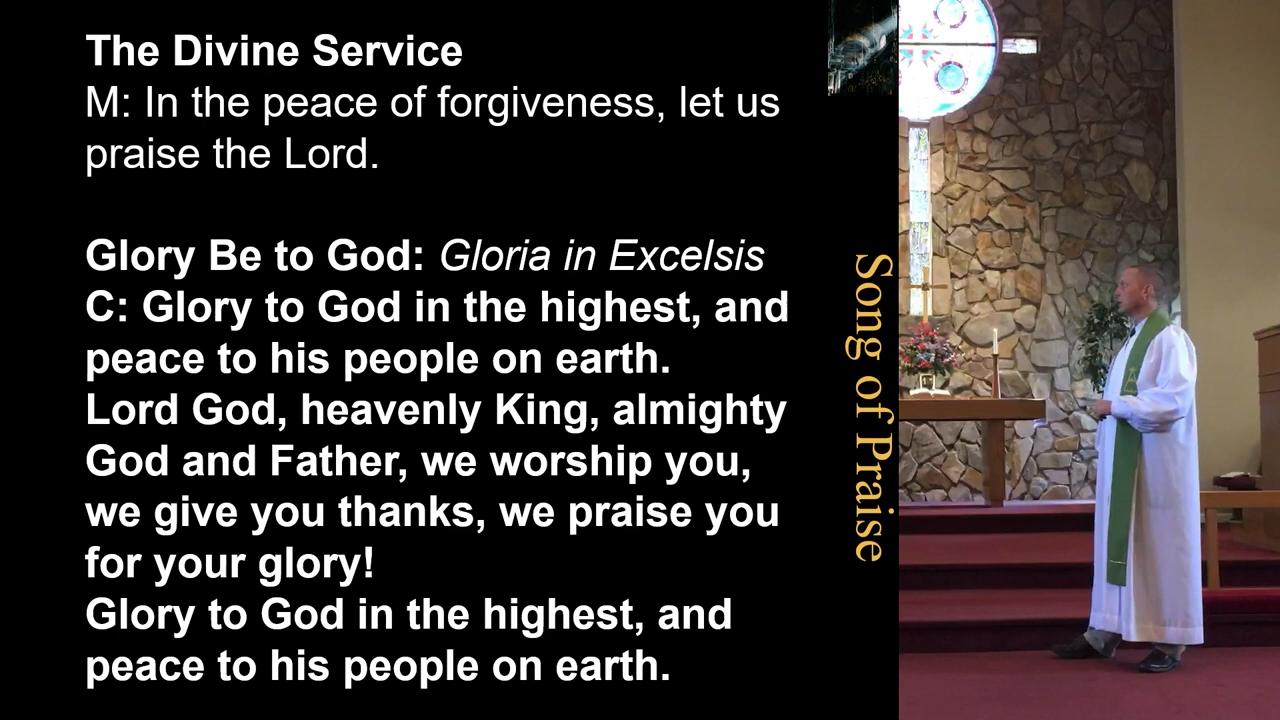 The Divine Service
M: In the peace of forgiveness, let us
praise the Lord.
Glory Be to God: Gloria in Excelsis
C: Glory to God in the highest, and
peace to his people on earth.
Lord God, heavenly King, almighty
God and Father, we worship you,
we give you thanks, we praise you
for your glory!
Glory to God in the highest, and
peace to his people on earth.
Song of Praise